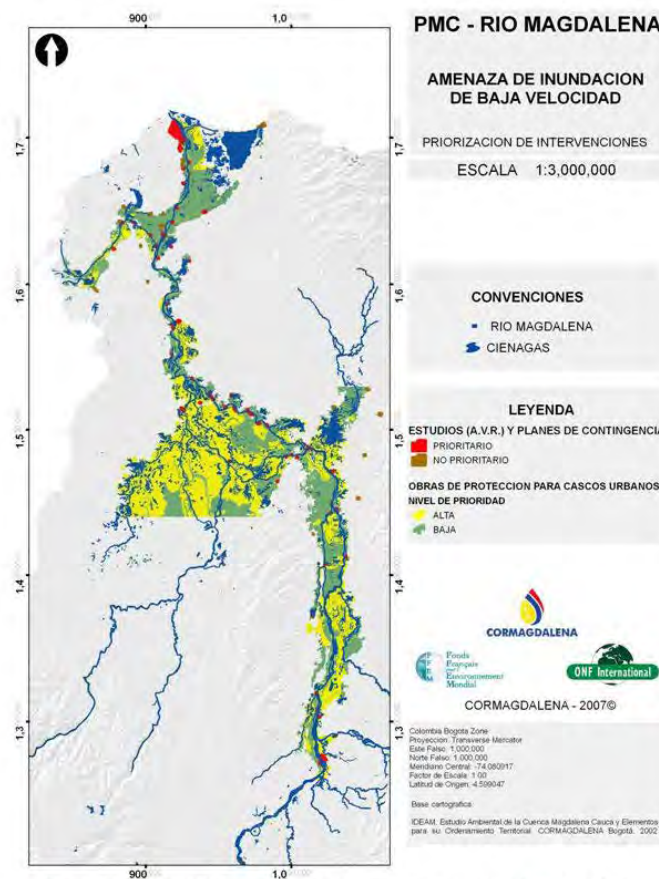 PMC - RIO MAGDALENA
AMENAZA DE INUNDACION
DE BAJA VELOCIDAD
PRIORIZACION DE INTERVENCIONES
ESCALA 1:3,000,000
CONVENCIONES
RIO MAGDALENA
CIENAGAS
LEYENDA
ESTUDIOS (A.V.R.) Y PLANES DE CONTINGENCIA
PRIORITARIO
NO PRIORITARIO
OBRAS DE PROTECCION PARA CASCOS URBANOS
NIVEL DE PRIORIDAD
ALTA
BAJA
CORMAGDALENA
Fonds
Français
Environnement
Mondial
ONF International
CORMAGDALENA - 2007©
Colombia Bogota Zone
Proyeccion: Transverse Mercator
Este Falso: 1,000,000
Norte Falso: 1,000,000
Meridiano Central: -74.080917
Factor de Escala: 1.00
Latitud de Origen: 4.599047
Base cartografica:
IDEAM, Estudio Ambiental de la Cuenca Magdalena Cauca y Elementos
para su Ordenamiento Territorial. CORMAGDALENA Bogotá. 2002
900
1,0
1,7
1,7
1,6
1,6
1,5
1,5
1,4
1,4
1,3
1,3
900
1,0